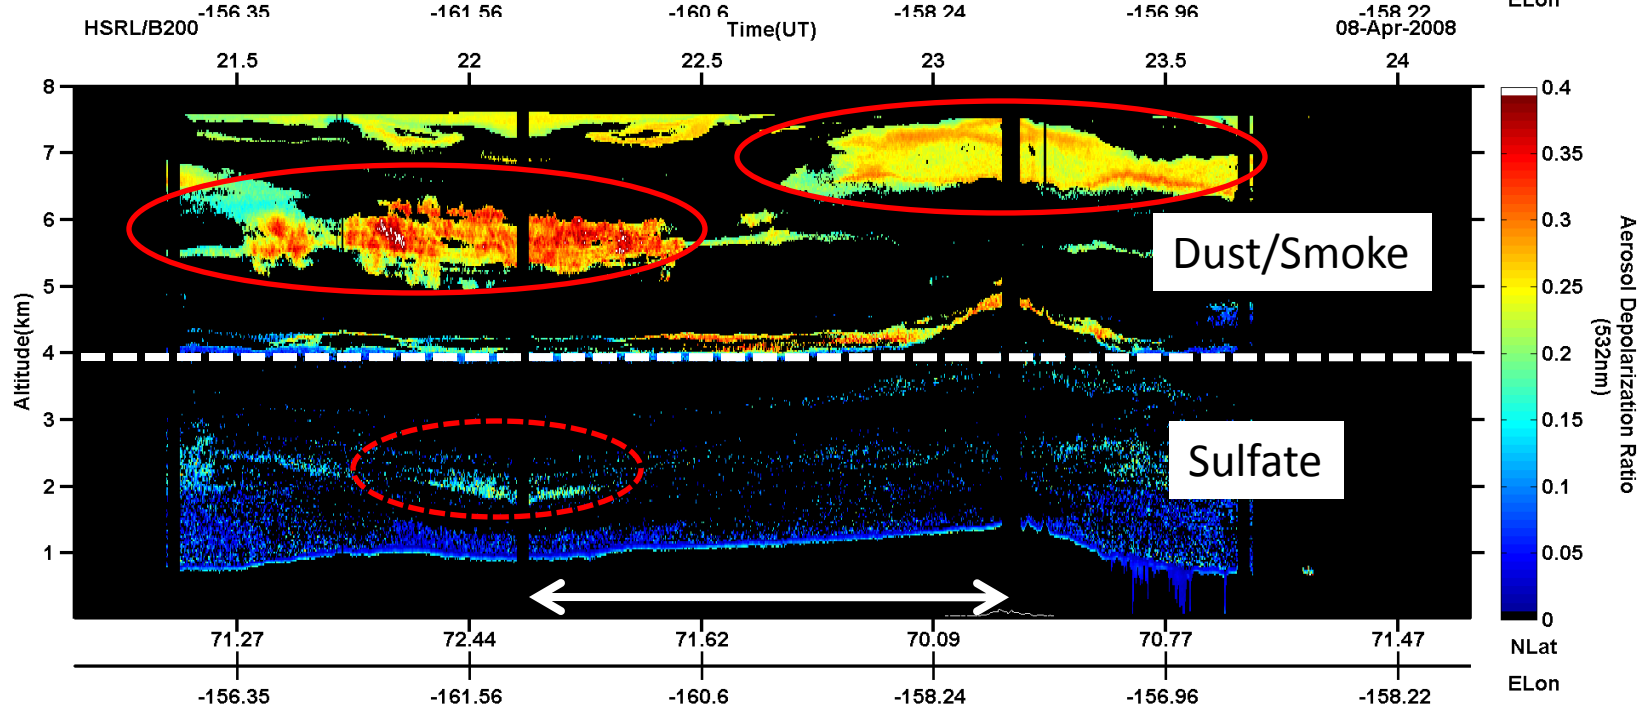 -156.35 -161.56 -160.6 -158.24 -156.96 -158.22 ELon
HSRL/B200 Time(UT) 08-Apr-2008
21.5 22 22.5 23 23.5 24
8
7
6
5
4
3
2
1
Altitude(km)
Dust/Smoke
Sulfate
0.4
0.35
0.3
0.25
0.2
0.15
0.1
0.05
0
Aerosol Depolarization Ratio
(532nm)
71.27 72.44 71.62 70.09 70.77 71.47 NLat
-156.35 -161.56 -160.6 -158.24 -156.96 -158.22 ELon